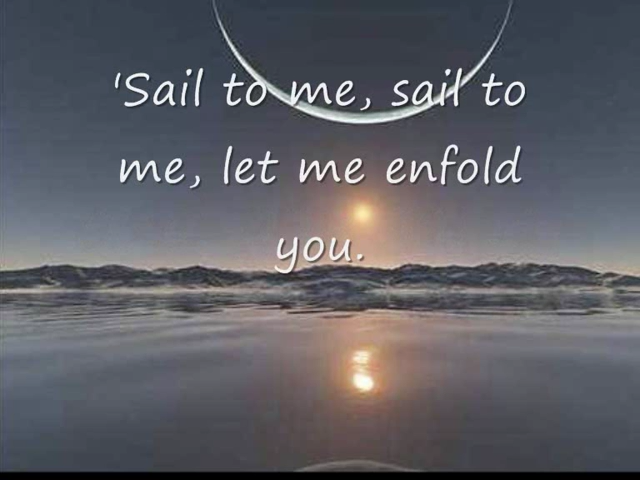 'Sail to me, sail to
me, let me enfold
you.